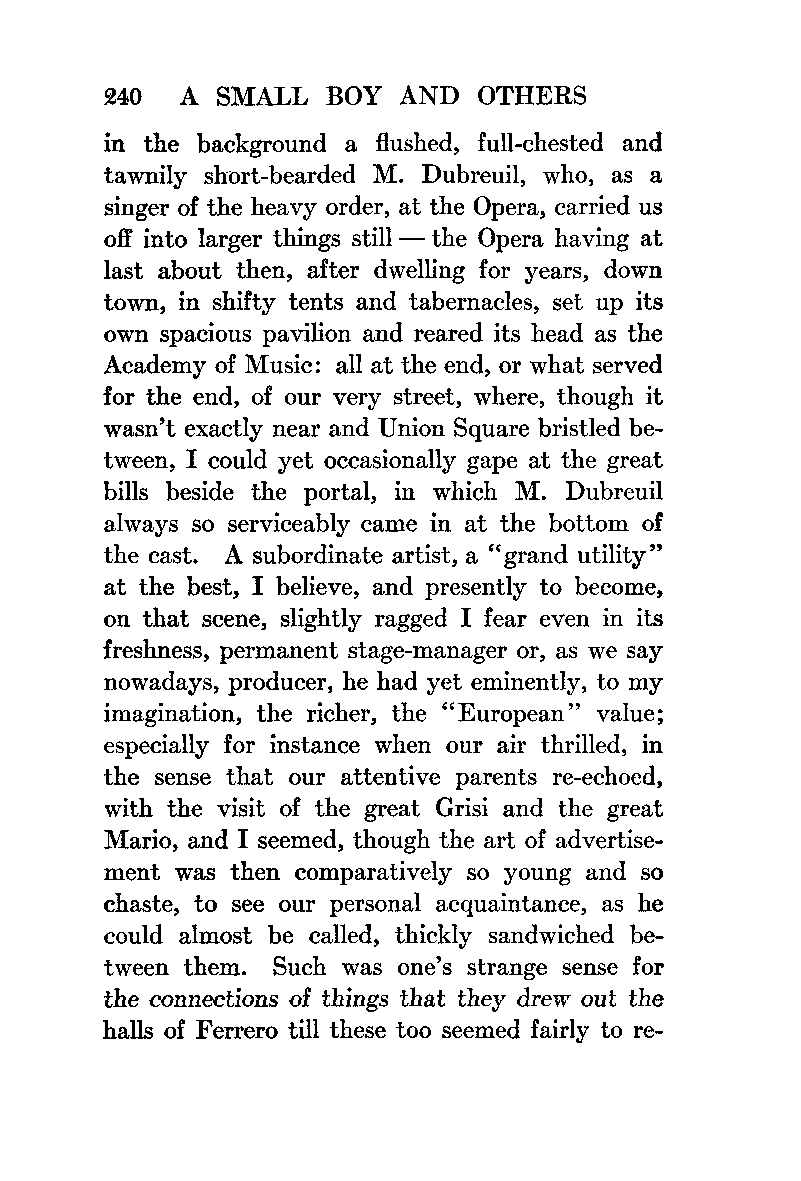 240 A SMALL BOY AND OTHERS
in the background a flushed, full-chested and
tawnily short-bearded M. Dubreuil, who, as a
singer of the heavy order, at the Opera, carried us
off into larger things still — the Opera having at
last about then, after dwelling for years, down
town, in shifty tents and tabernacles, set up its
own spacious pavilion and reared its head as the
Academy of Music: all at the end, or what served
for the end, of our very street, where, though it
wasn't exactly near and Union Square bristled be-
tween, I could yet occasionally gape at the great
bills beside the portal, in which M. Dubreuil
always so serviceably came in at the bottom of
the cast. A subordinate artist, a "grand utility"
at the best, I believe, and presently to become,
on that scene, slightly ragged I fear even in its
freshness, permanent stage-manager or, as we say
nowadays, producer, he had yet eminently, to my
imagination, the richer, the "European" value;
especially for instance when our air thrilled, in
the sense that our attentive parents re-echoed,
with the visit of the great Grisi and the great
Mario, and I seemed, though the art of advertise-
ment was then comparatively so young and so
chaste, to see our personal acquaintance, as he
could almost be called, thickly sandwiched be-
tween them. Such was one's strange sense for
the connections of things that they drew out the
halls of Ferrero till these too seemed fairly to re-